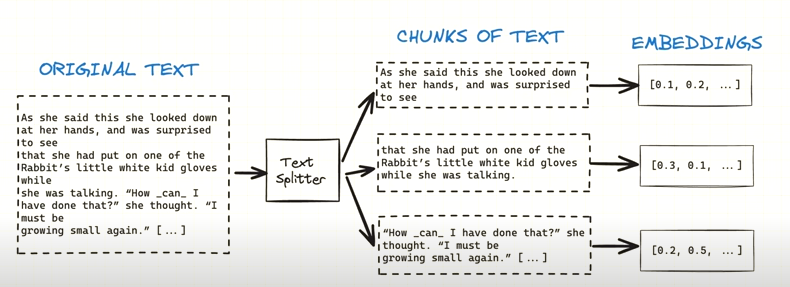 ORIGINAL TEXT
As she said this she looked down
at her hands, and was surprised
to see
that she had put on one of the
Rabbit's little white kid gloves
while
she was talking. "How _can_ I
have done that?" she thought. "I
must be
growing small again." [...]
Text
Splitter
CHUNKS OF TEXT
As she said this she looked down
at her hands, and was surprised
to see
that she had put on one of the
Rabbit's little white kid gloves
while she was talking.
"How _can_ I have done that?" she
thought. "I must be
growing small again." [...]
EMBEDDINGS
[0.1, 0.2, ...]
[0.3, 0.1, ...]
[0.2, 0.5, ...]